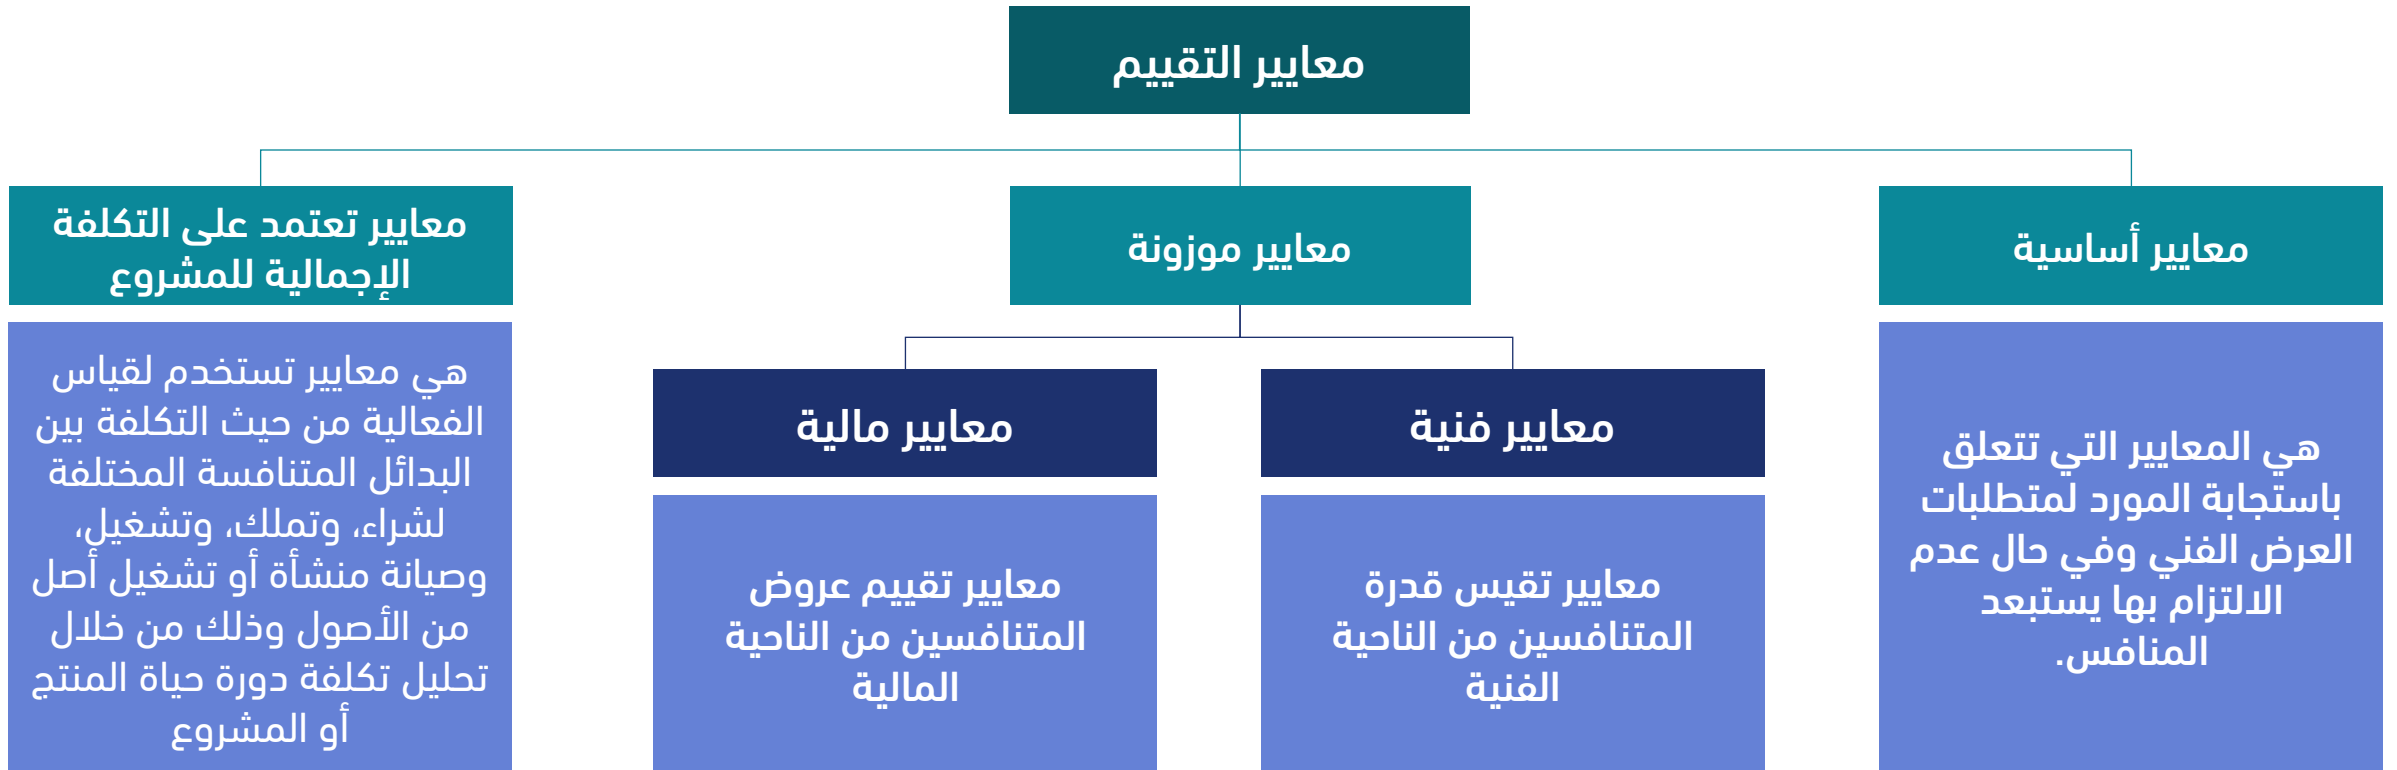 معايير التقييم
معايير أساسية
هي المعايير التي تتعلق
باستجابة المورد لمتطلبات
العرض الفني وفي حال عدم
الالتزام بها يستبعد
المنافس.
معايير موزونة
معايير فنية
معايير تقيس قدرة
المتنافسين من الناحية
الفنية
معايير مالية
معايير تقييم عروض
المتنافسين من الناحية
المالية
معايير تعتمد على التكلفة
الإجمالية للمشروع
هي معايير تستخدم لقياس
الفعالية من حيث التكلفة بين
البدائل المتنافسة المختلفة
لشراء، وتملك، وتشغيل،
وصيانة منشأة أو تشغيل أصل
من الأصول وذلك من خلال
تحليل تكلفة دورة حياة المنتج
أو المشروع